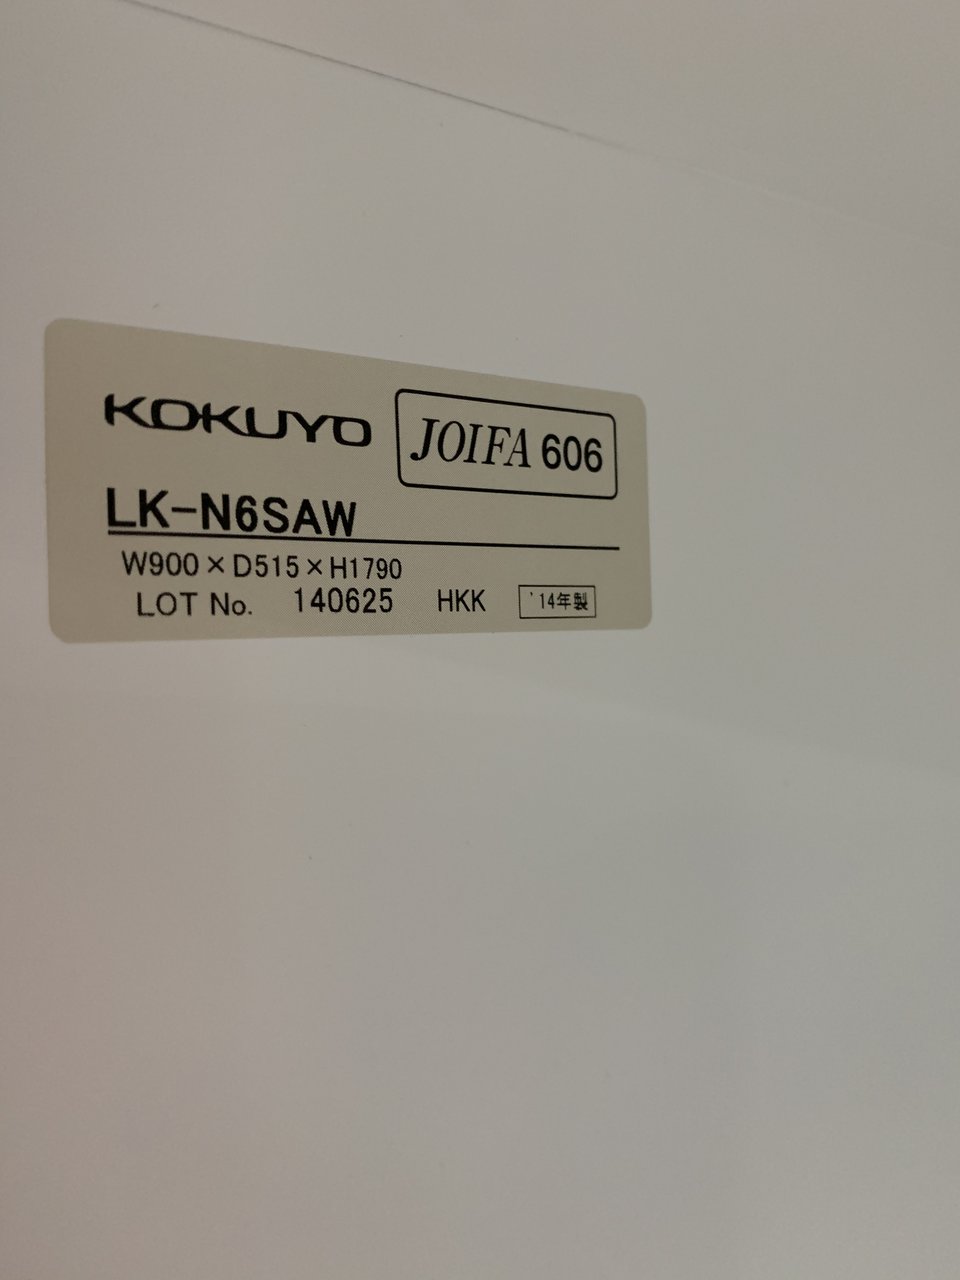 KOKUYO JOIFA 606
LK-N6SAW
W900×D515×H1790
LOT No. 140625 HKK '14年製